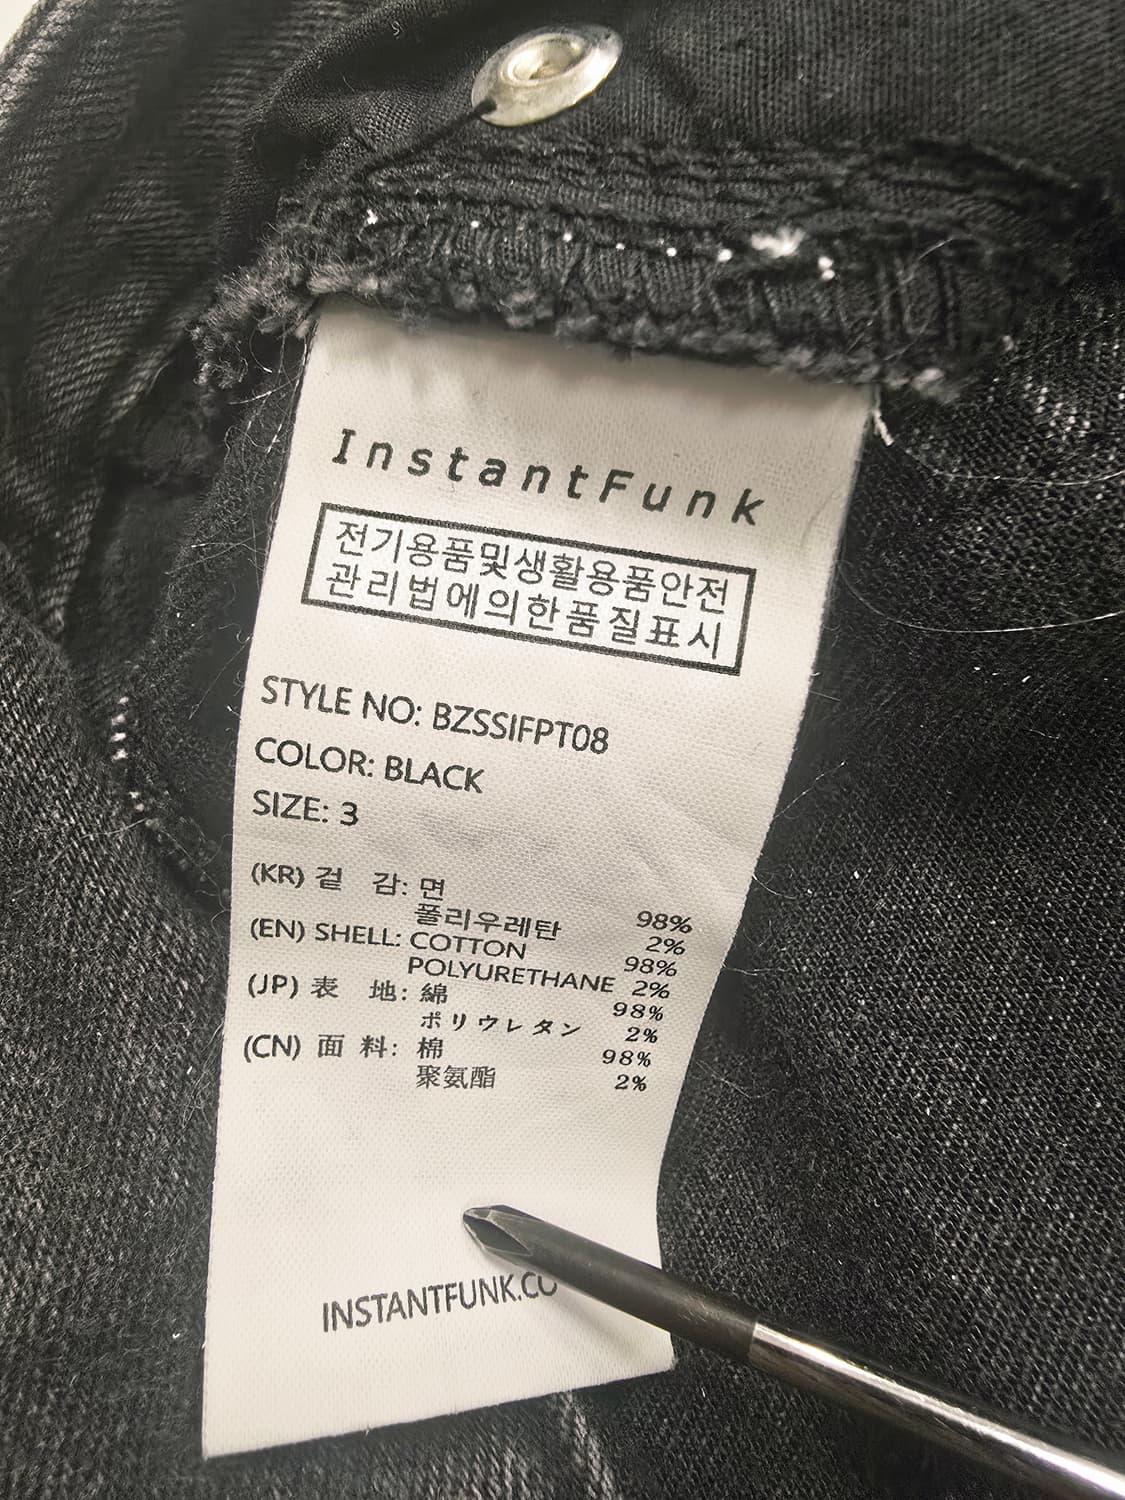 InstantFunk
전기용품및생활용품안전
관리법에의한품질표시
STYLE NO: BZSSIFPT08
COLOR: BLACK
SIZE: 3
(KR) 겉 감: 면 98%
폴리우레탄 2%
(EN) SHELL: COTTON 98%
POLYURETHANE 2%
(JP) 表 地: 綿 98%
ポリウレタン 2%
(CN) 面 料: 棉 98%
聚氨酯 2%
INSTANTFUNK.CO